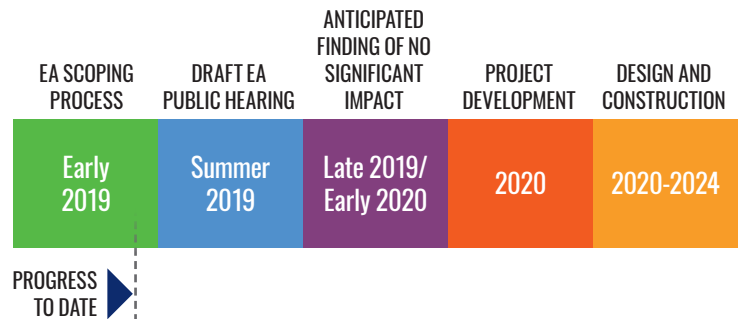 EA SCOPING
PROCESS
DRAFT EA
PUBLIC HEARING
ANTICIPATED
FINDING OF NO
SIGNIFICANT
IMPACT
PROJECT
DEVELOPMENT
DESIGN AND
CONSTRUCTION
Early
2019
Summer
2019
Late 2019/
Early 2020
2020
2020-2024
PROGRESS
TO DATE